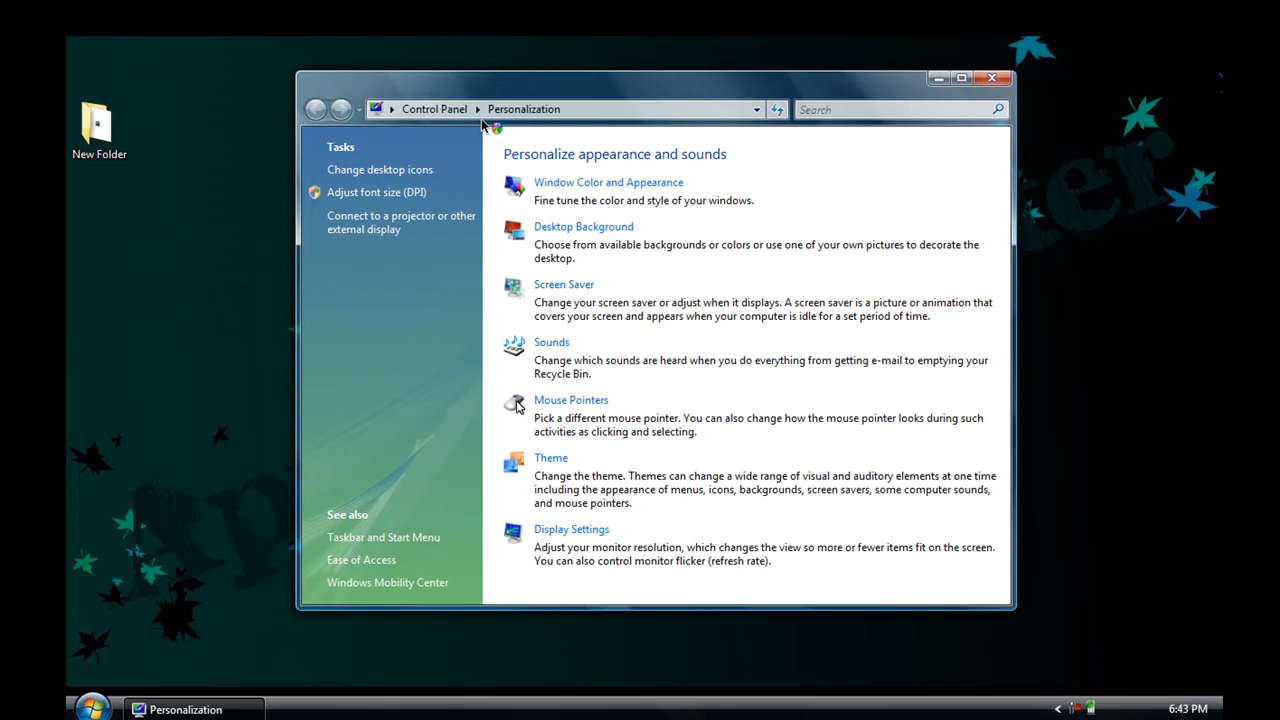 New Folder
Control Panel
Personalization
Search
Tasks
Change desktop icons
Adjust font size (DPI)
Connect to a projector or other
external display
See also
Taskbar and Start Menu
Ease of Access
Windows Mobility Center
Personalize appearance and sounds
Window Color and Appearance
Fine tune the color and style of your windows.
Desktop Background
Choose from available backgrounds or colors or use one of your own pictures to decorate the
desktop.
Screen Saver
Change your screen saver or adjust when it displays. A screen saver is a picture or animation that
covers your screen and appears when your computer is idle for a set period of time.
Sounds
Change which sounds are heard when you do everything from getting e-mail to emptying your
Recycle Bin.
Mouse Pointers
Pick a different mouse pointer. You can also change how the mouse pointer looks during such
activities as clicking and selecting.
Theme
Change the theme. Themes can change a wide range of visual and auditory elements at one time
including the appearance of menus, icons, backgrounds, screen savers, some computer sounds,
and mouse pointers.
Display Settings
Adjust your monitor resolution, which changes the view so more or fewer items fit on the screen.
You can also control monitor flicker (refresh rate).
Personalization
6:43 PM